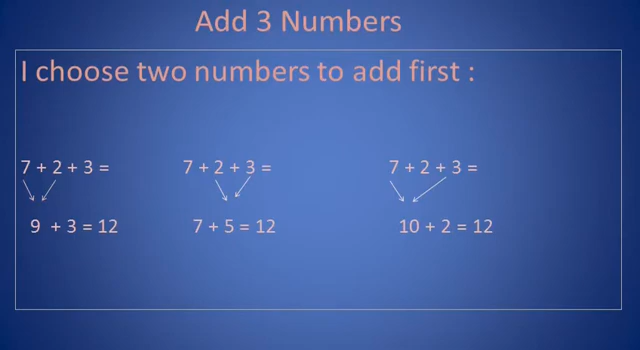 Add 3 Numbers
I choose two numbers to add first :
7 + 2 + 3 = 7 + 2 + 3 = 7 + 2 + 3 =
9 + 3 = 12 7 + 5 = 12 10 + 2 = 12